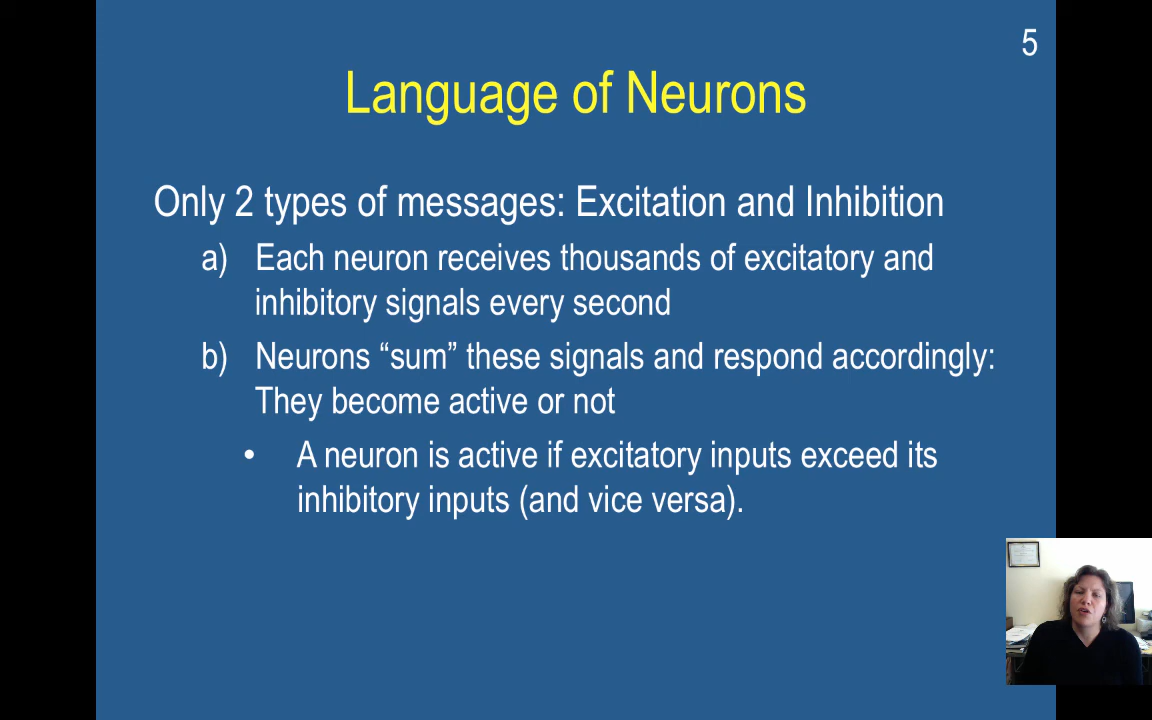 5
Language of Neurons
Only 2 types of messages: Excitation and Inhibition
a) Each neuron receives thousands of excitatory and
inhibitory signals every second
b) Neurons “sum” these signals and respond accordingly:
They become active or not
• A neuron is active if excitatory inputs exceed its
inhibitory inputs (and vice versa).